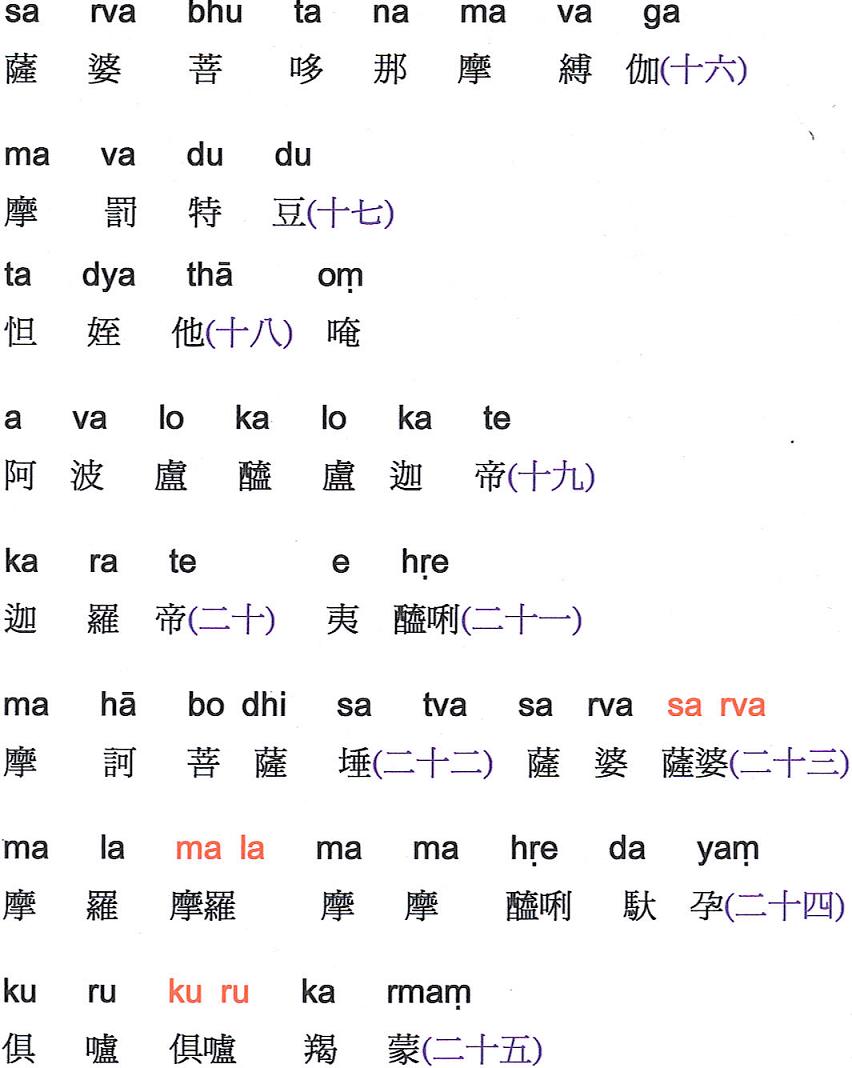 sa rva bhu ta na ma va ga
薩 婆 菩 哆 那 摩 縛 伽(十六)
ma va du du
摩 罰 特 豆(十七)
ta dya thā oṃ
怛 姪 他(十八) 唵
a va lo ka lo ka te
阿 波 盧 醯 盧 迦 帝(十九)
ka ra te e hṛe
迦 羅 帝(二十) 夷 醯唎(二十一)
ma hā bo dhi sa tva sa rva sa rva
摩 訶 菩 薩 埵(二十二) 薩 婆 薩婆(二十三)
ma la ma la ma ma hṛe da yaṃ
摩 羅 摩羅 摩 摩 醯唎 馱 孕(二十四)
ku ru ku ru ka rmaṃ
俱 嚧 俱嚧 羯 蒙(二十五)